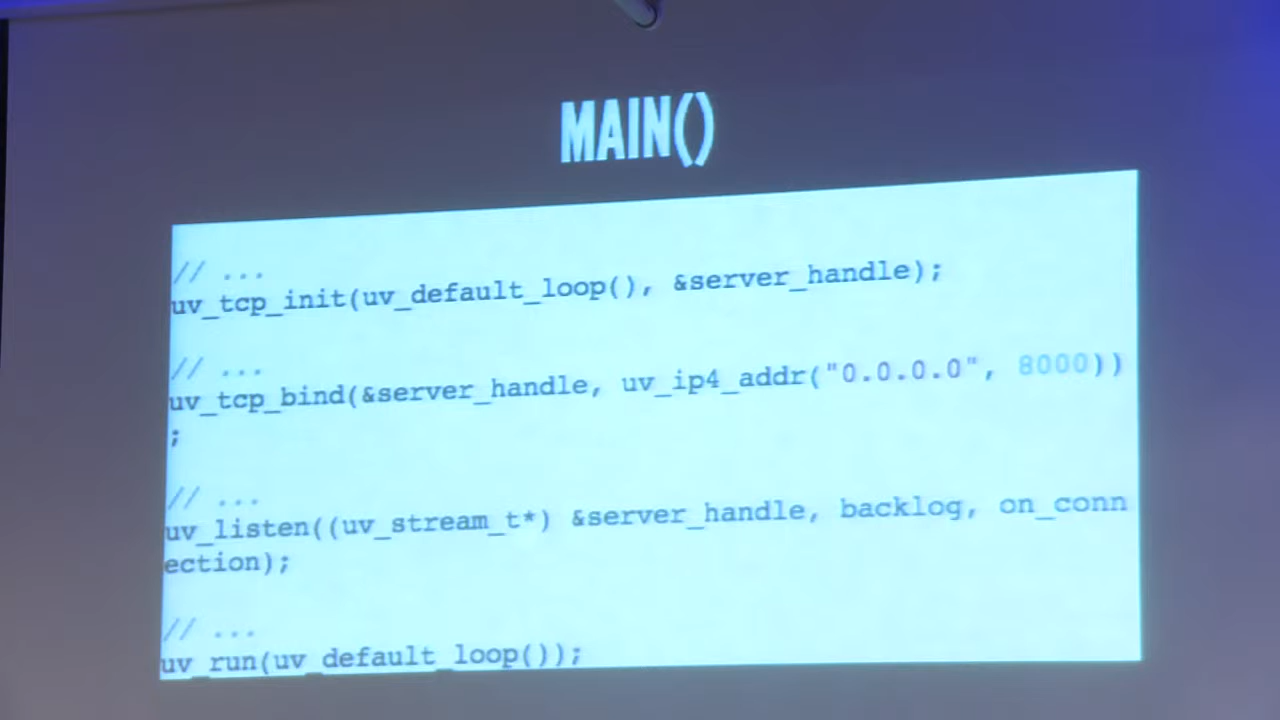 MAIN()
// ...
uv_tcp_init(uv_default_loop(), &server_handle);
// ...
uv_tcp_bind(&server_handle, uv_ip4_addr("0.0.0.0", 8000))
;
// ...
uv_listen((uv_stream_t*) &server_handle, backlog, on_conn
ection);
// ...
uv_run(uv_default_loop());